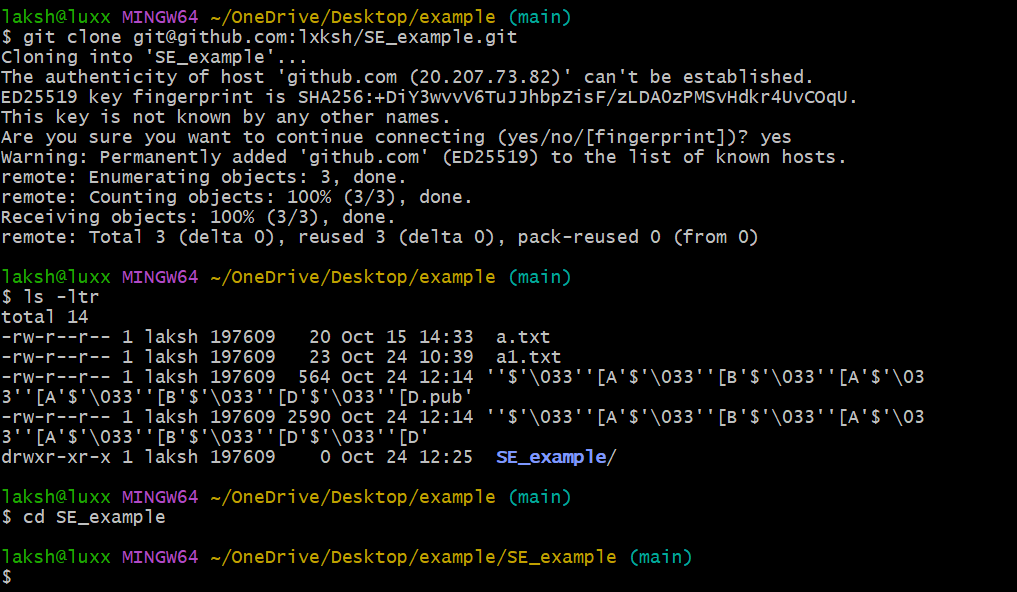 laksh@luxx MINGW64 ~/OneDrive/Desktop/example (main)
$ git clone git@github.com:lxksh/SE_example.git
Cloning into 'SE_example'...
The authenticity of host 'github.com (20.207.73.82)' can't be established.
ED25519 key fingerprint is SHA256:+DiY3wvvV6TuJJhbpZisF/zLDA0zPMSvHdkr4UvCOqU.
This key is not known by any other names.
Are you sure you want to continue connecting (yes/no/[fingerprint])? yes
Warning: Permanently added 'github.com' (ED25519) to the list of known hosts.
remote: Enumerating objects: 3, done.
remote: Counting objects: 100% (3/3), done.
Receiving objects: 100% (3/3), done.
remote: Total 3 (delta 0), reused 3 (delta 0), pack-reused 0 (from 0)
laksh@luxx MINGW64 ~/OneDrive/Desktop/example (main)
$ ls -ltr
total 14
-rw-r--r-- 1 laksh 197609   20 Oct 15 14:33  a.txt
-rw-r--r-- 1 laksh 197609   23 Oct 24 10:39  a1.txt
-rw-r--r-- 1 laksh 197609  564 Oct 24 12:14 ''$'\033''[A'$'\033''[B'$'\033''[A'$'\03
3''[A'$'\033''[B'$'\033''[D'$'\033''[D.pub'
-rw-r--r-- 1 laksh 197609 2590 Oct 24 12:14 ''$'\033''[A'$'\033''[B'$'\033''[A'$'\03
3''[A'$'\033''[B'$'\033''[D'$'\033''[D'
drwxr-xr-x 1 laksh 197609    0 Oct 24 12:25  SE_example/
laksh@luxx MINGW64 ~/OneDrive/Desktop/example (main)
$ cd SE_example
laksh@luxx MINGW64 ~/OneDrive/Desktop/example/SE_example (main)
$